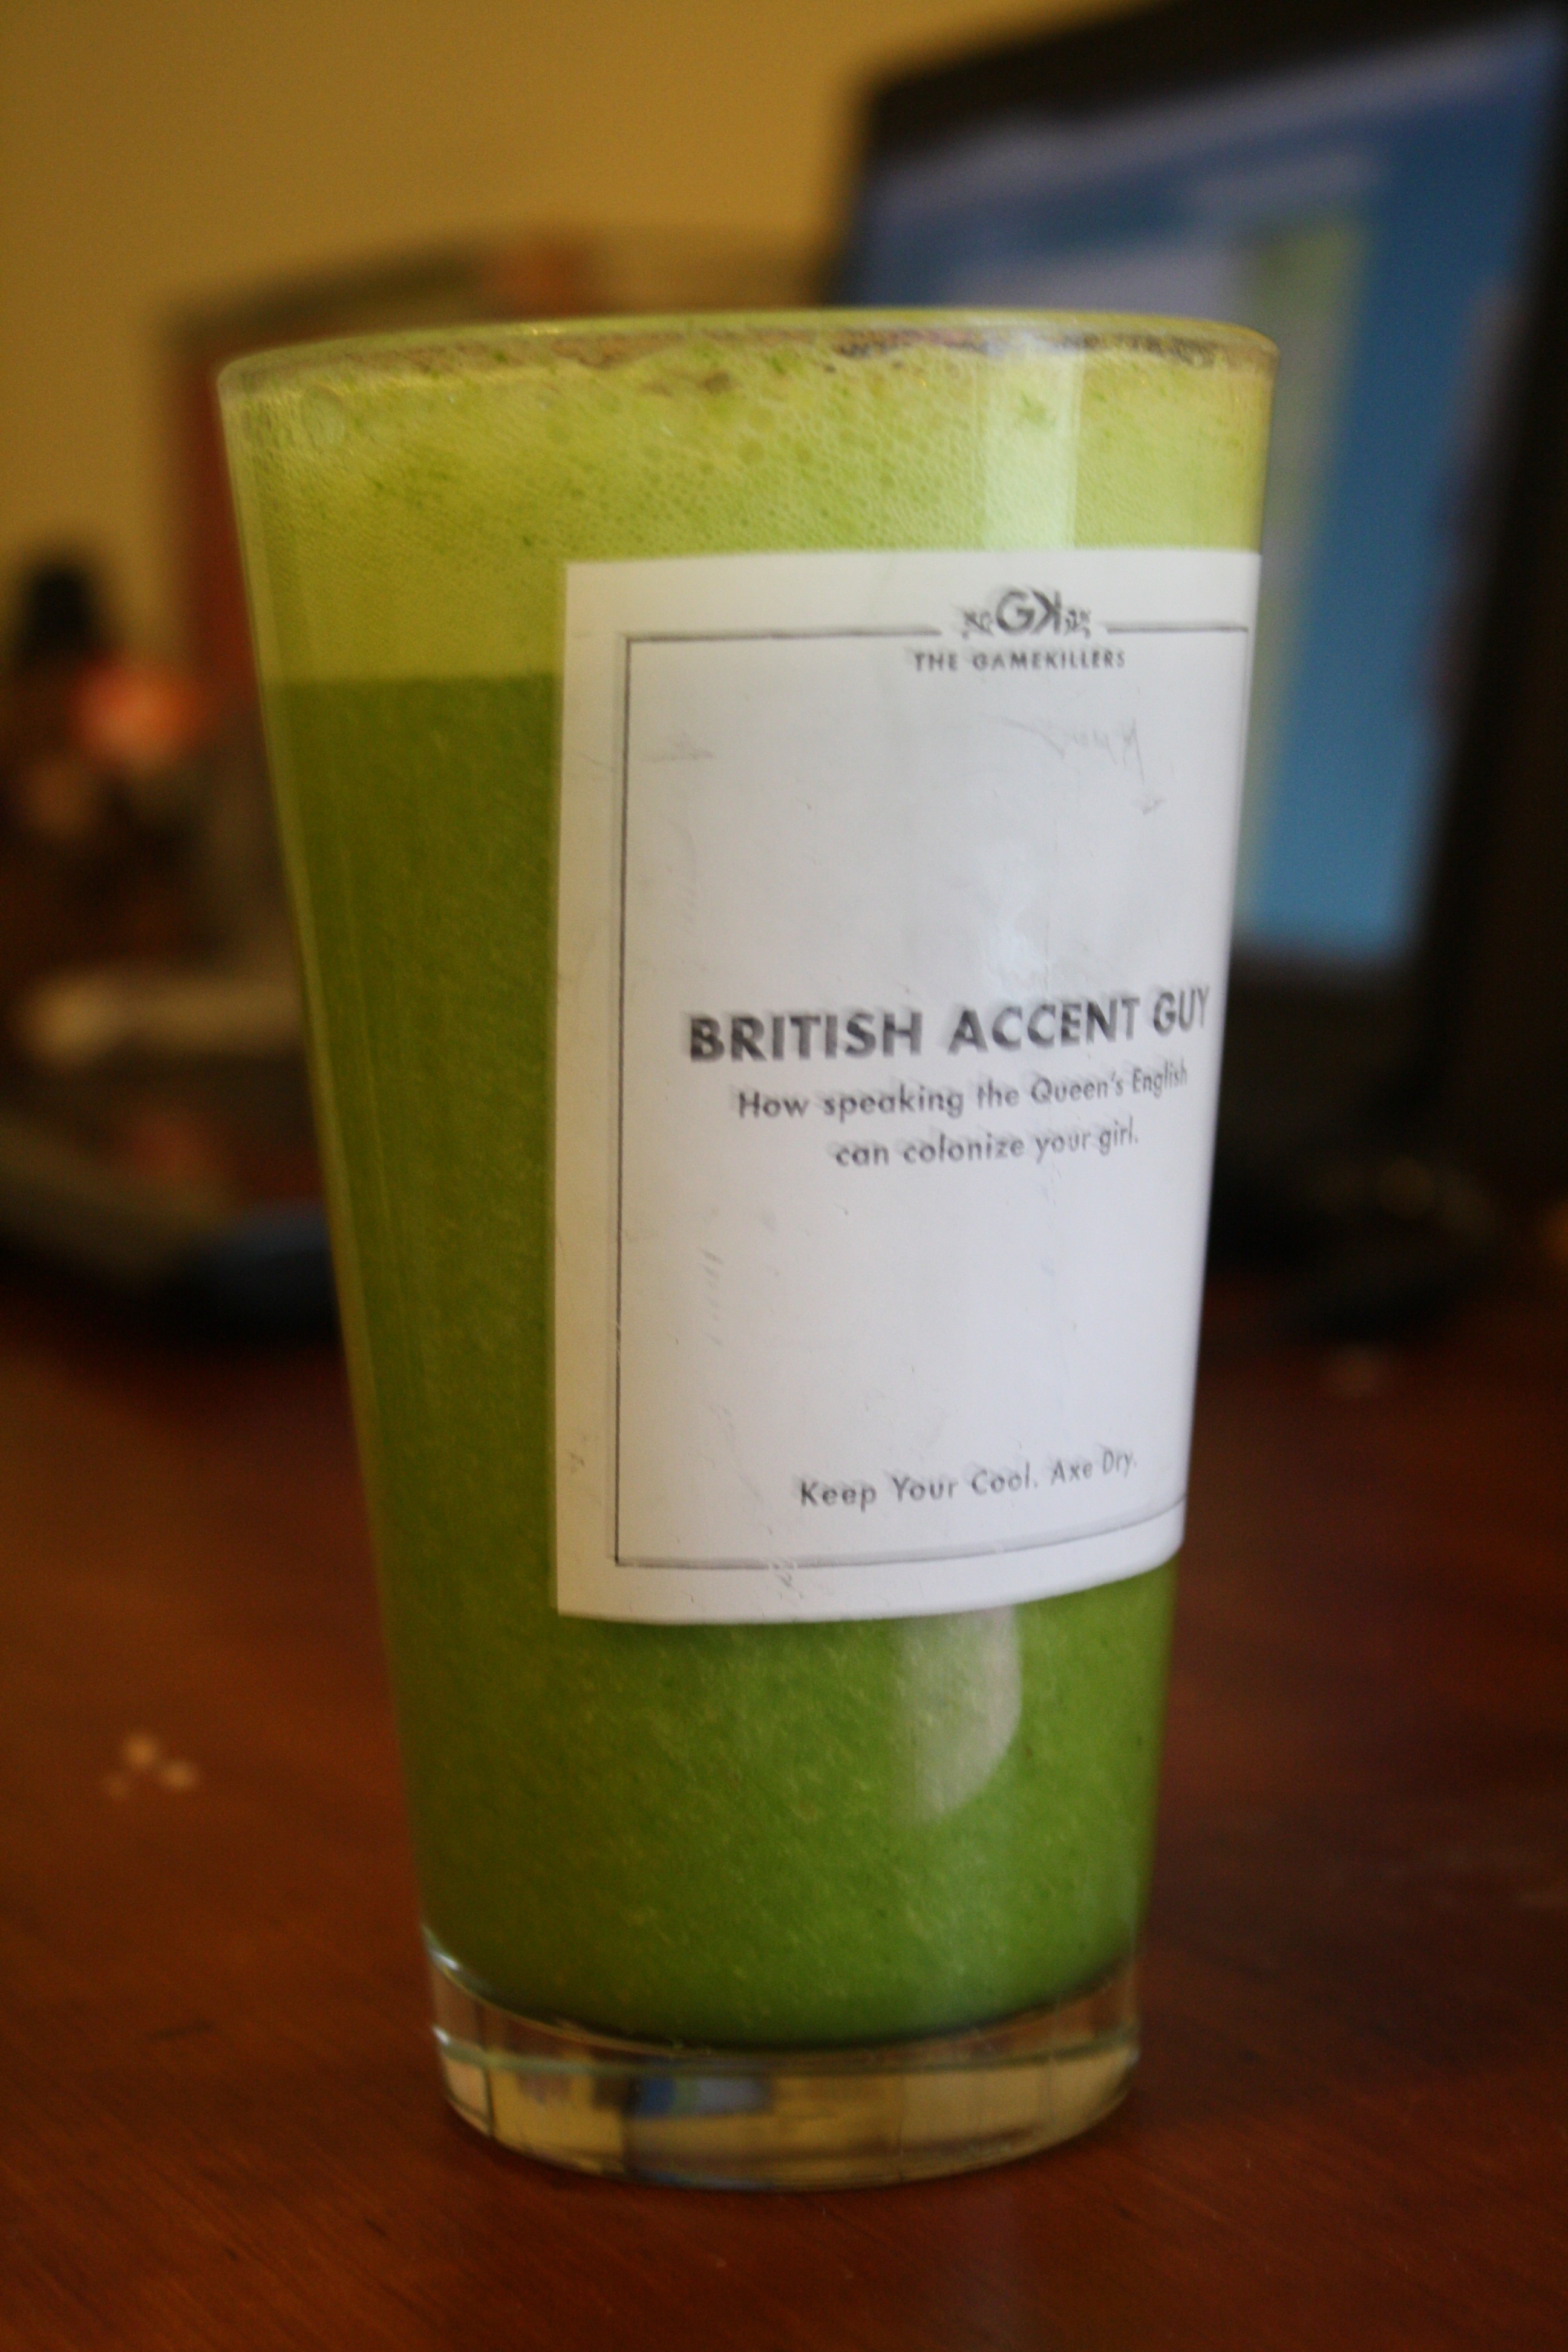 GK
THE GAMEKILLERS
BRITISH ACCENT GUY
How speaking the Queen's English
can colonize your girl.
Keep Your Cool. Axe Dry.